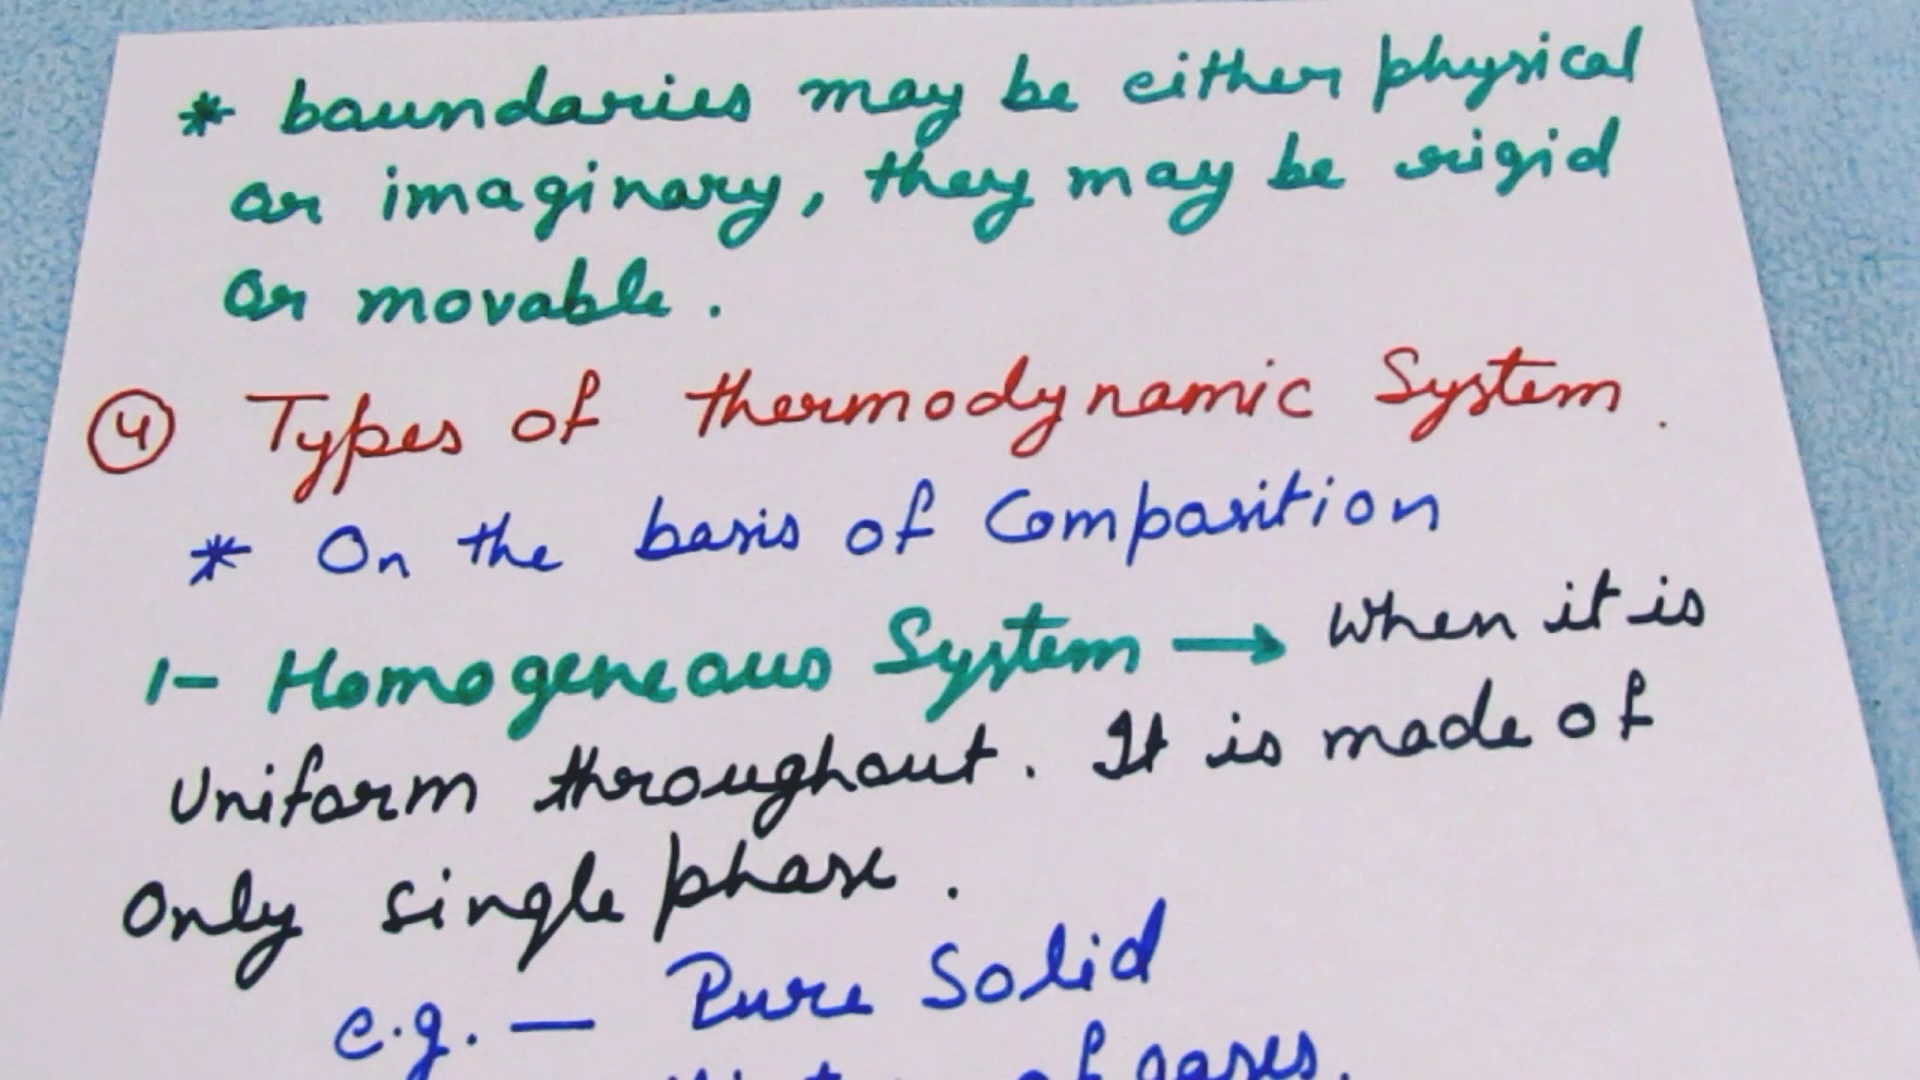 * boundaries may be either physical
or imaginary, they may be rigid
or movable.
④ Types of thermodynamic System.
* On the basis of Composition
1- Homogeneous System → When it is
Uniform throughout. It is made of
Only single phase.
e.g. — Pure Solid
of gases.